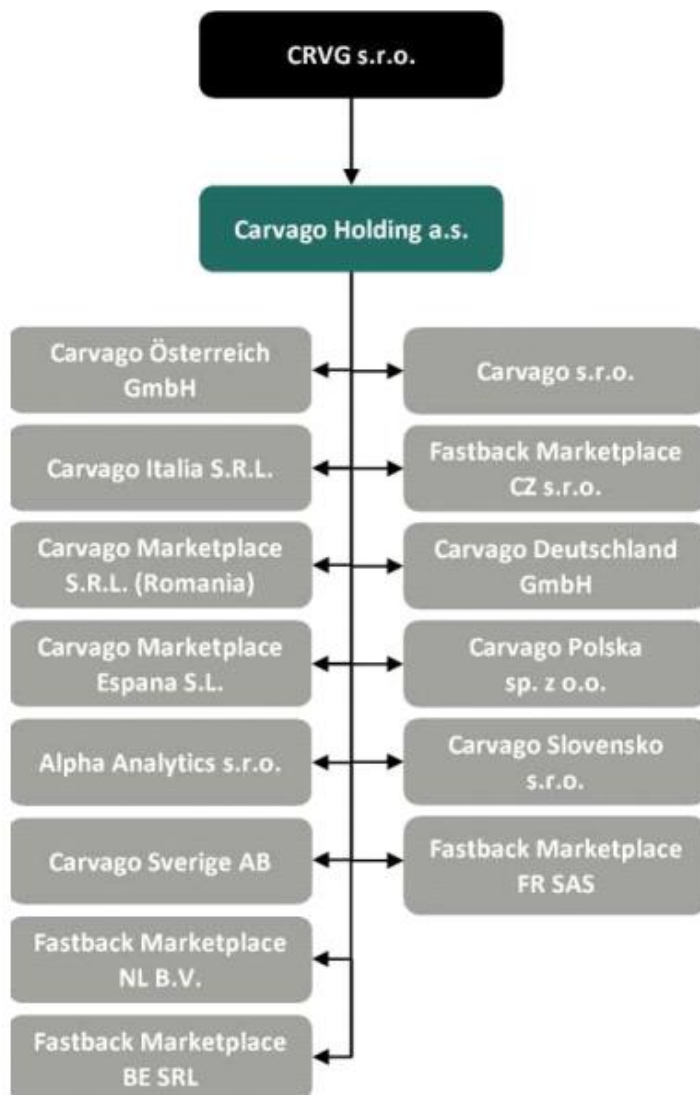 CRVG s.r.o.
Carvago Holding a.s.
Carvago Österreich
GmbH
Carvago s.r.o.
Carvago Italia S.R.L.
Fastback Marketplace
CZ s.r.o.
Carvago Marketplace
S.R.L. (Romania)
Carvago Deutschland
GmbH
Carvago Marketplace
Espana S.L.
Carvago Polska
sp. z o.o.
Alpha Analytics s.r.o.
Carvago Slovensko
s.r.o.
Carvago Sverige AB
Fastback Marketplace
FR SAS
Fastback Marketplace
NL B.V.
Fastback Marketplace
BE SRL